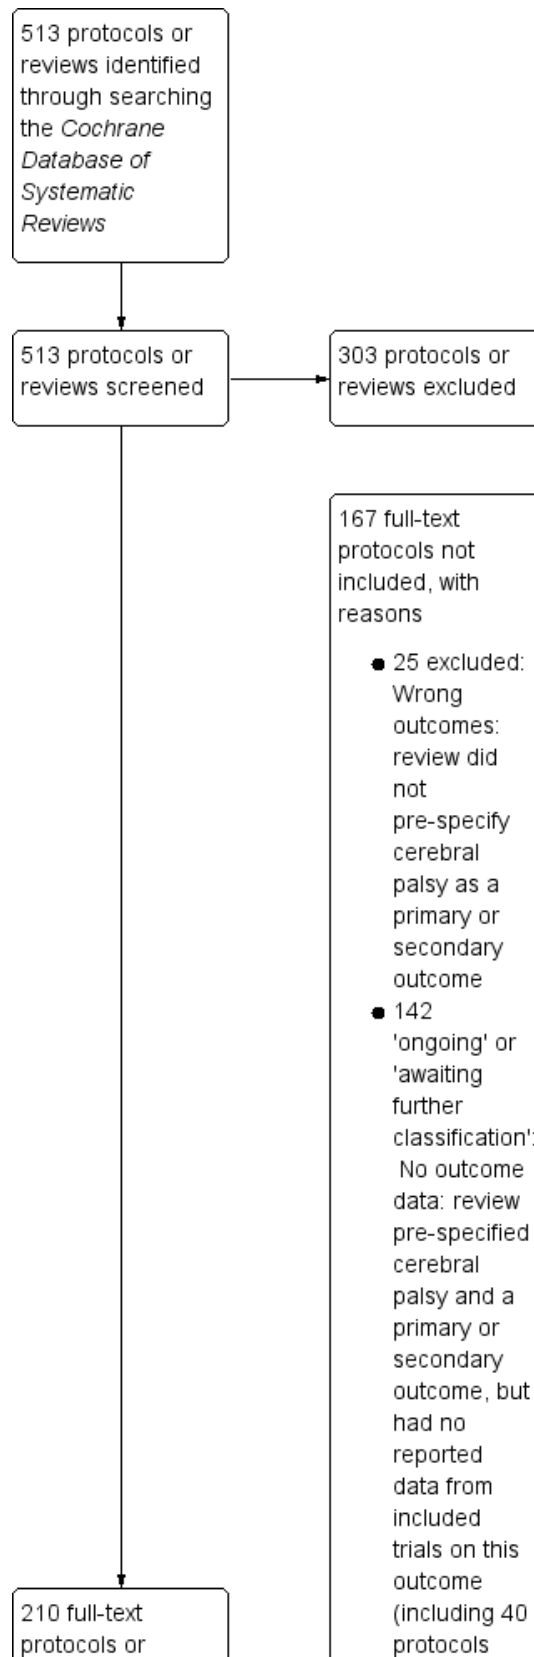 513 protocols or
reviews identified
through searching
the Cochrane
Database of
Systematic
Reviews
513 protocols or
reviews screened
303 protocols or
reviews excluded
167 full-text
protocols not
included, with
reasons
● 25 excluded:
Wrong
outcomes:
review did
not
pre-specify
cerebral
palsy as a
primary or
secondary
outcome
● 142
'ongoing' or
'awaiting
further
classification':
No outcome
data: review
pre-specified
cerebral
palsy and a
primary or
secondary
outcome, but
had no
reported
data from
included
trials on this
outcome
(including 40
protocols
210 full-text
protocols or